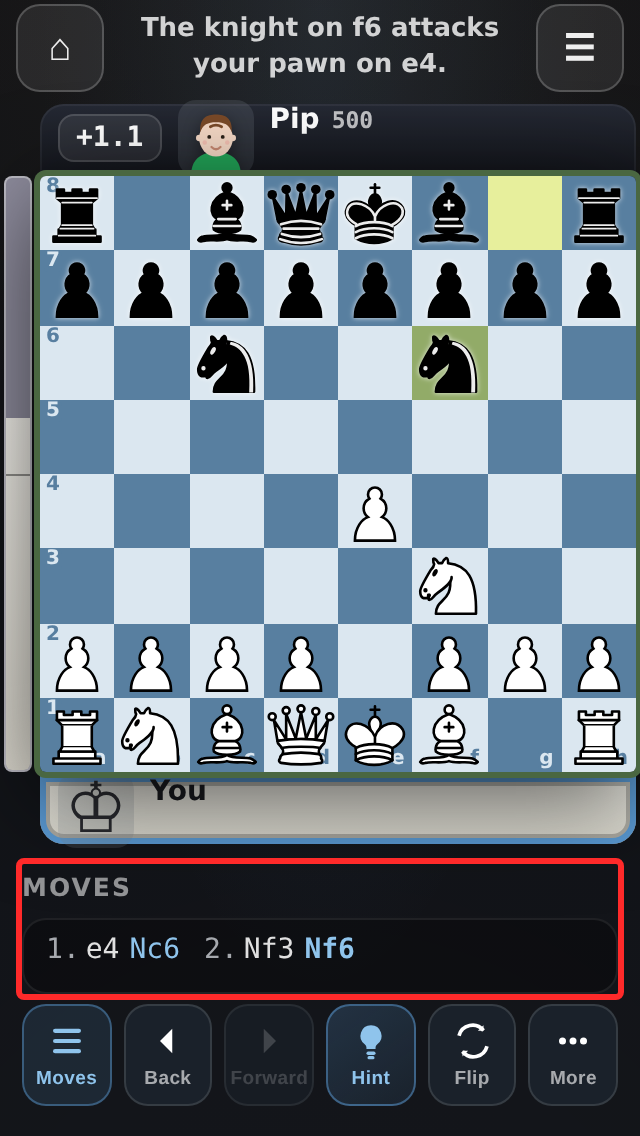 The knight on f6 attacks
your pawn on e4.
+1.1
Pip 500
8
7
6
5
4
3
2
1
e
f
g
You
MOVES
1. e4 Nc6 2. Nf3 Nf6
Moves
Back
Forward
Hint
Flip
More